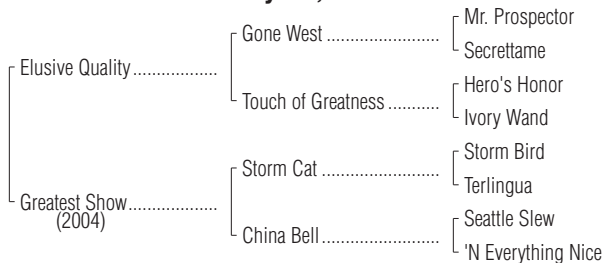 Mr. Prospector
Gone West
Secrettame
Elusive Quality
Hero's Honor
Touch of Greatness
Ivory Wand
Storm Bird
Storm Cat
Terlingua
Greatest Show
(2004)
Seattle Slew
China Bell
'N Everything Nice